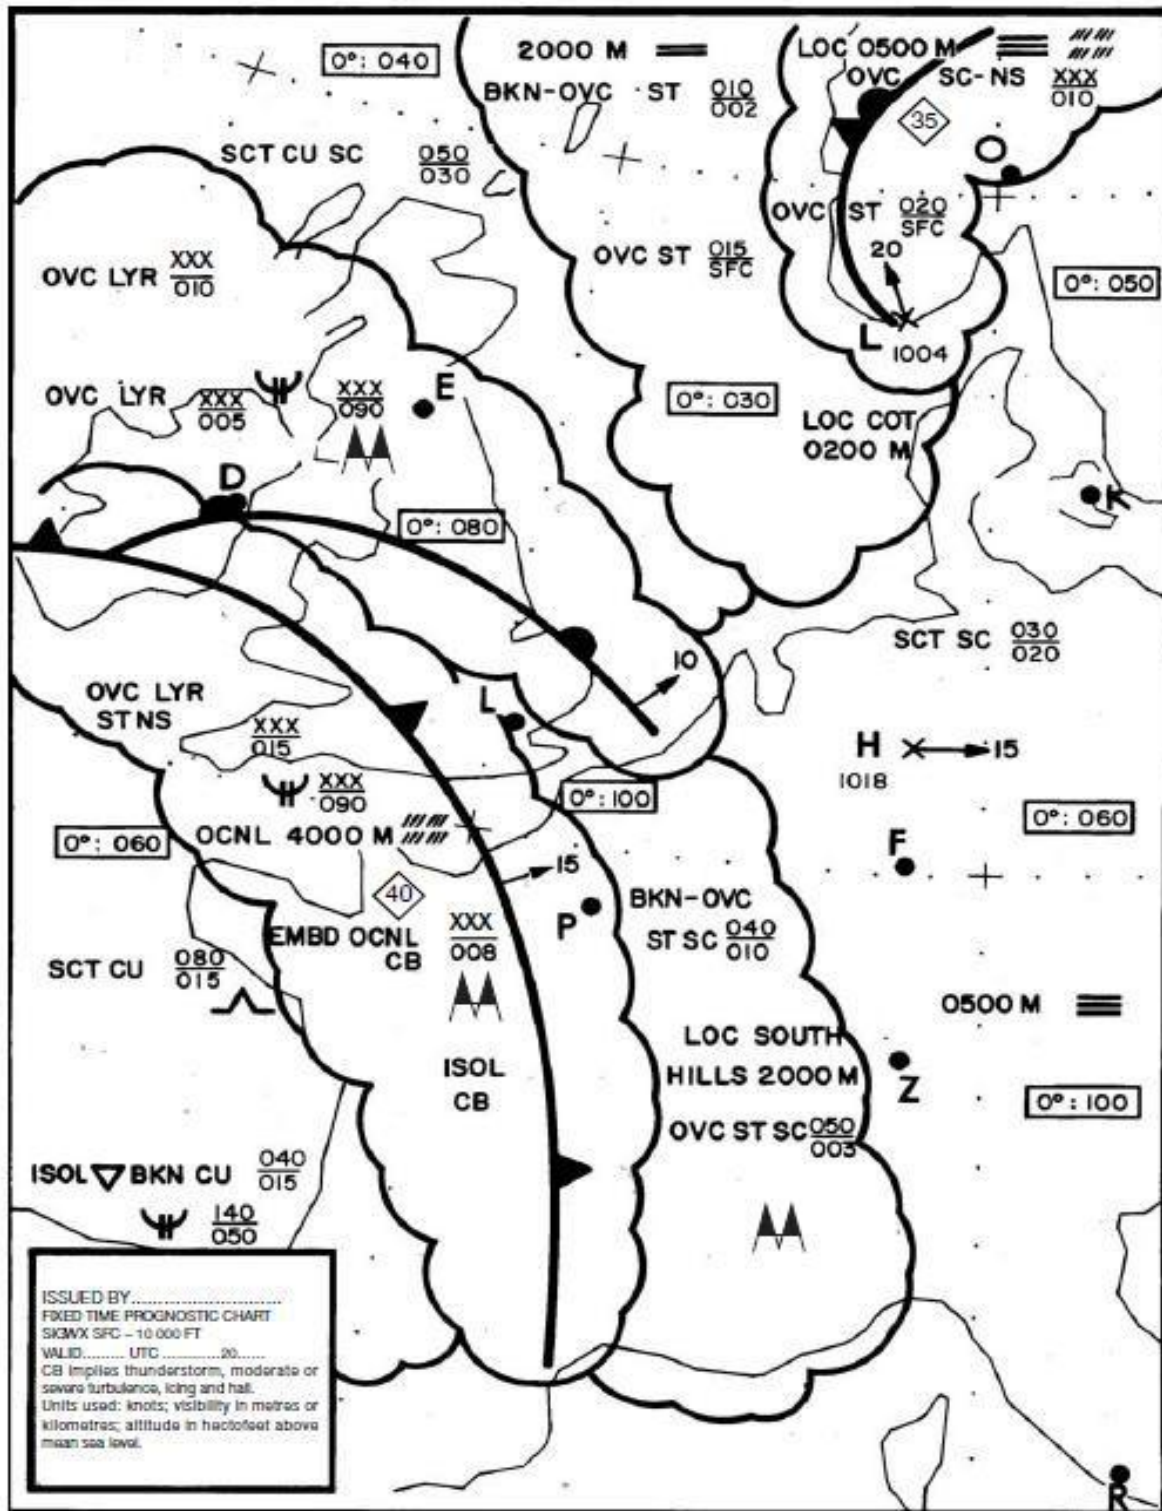 0°: 040
2000 M
BKN-OVC ST 010
002
LOC 0500 M
OVC SC-NS XXX
010
35
O
SCT CU SC 050
030
OVC ST 020
SFC
20
OVC LYR XXX
010
OVC ST 015
SFC
0°: 050
L 1004
OVC LYR XXX
005
XXX
090
E
0°: 030
LOC COT
0200 M
D
K
0°: 080
SCT SC 030
020
10
OVC LYR
ST NS
XXX
015
L
H
1018
15
XXX
090
0°: 100
OCNL 4000 M
0°: 060
0°: 060
15
F
40
BKN-OVC
ST SC 040
010
P
EMBD OCNL
CB
XXX
008
SCT CU 080
015
0500 M
LOC SOUTH
HILLS 2000 M
Z
ISOL
CB
0°: 100
OVC ST SC 050
003
ISOL BKN CU 040
015
140
050
ISSUED BY..............................
FIXED TIME PROGNOSTIC CHART
SIGWX SFC – 10 000 FT
VALID......... UTC .............20......
CB implies thunderstorm, moderate or
severe turbulence, icing and hail.
Units used: knots; visibility in metres or
kilometres; altitude in hectofeet above
mean sea level.
R